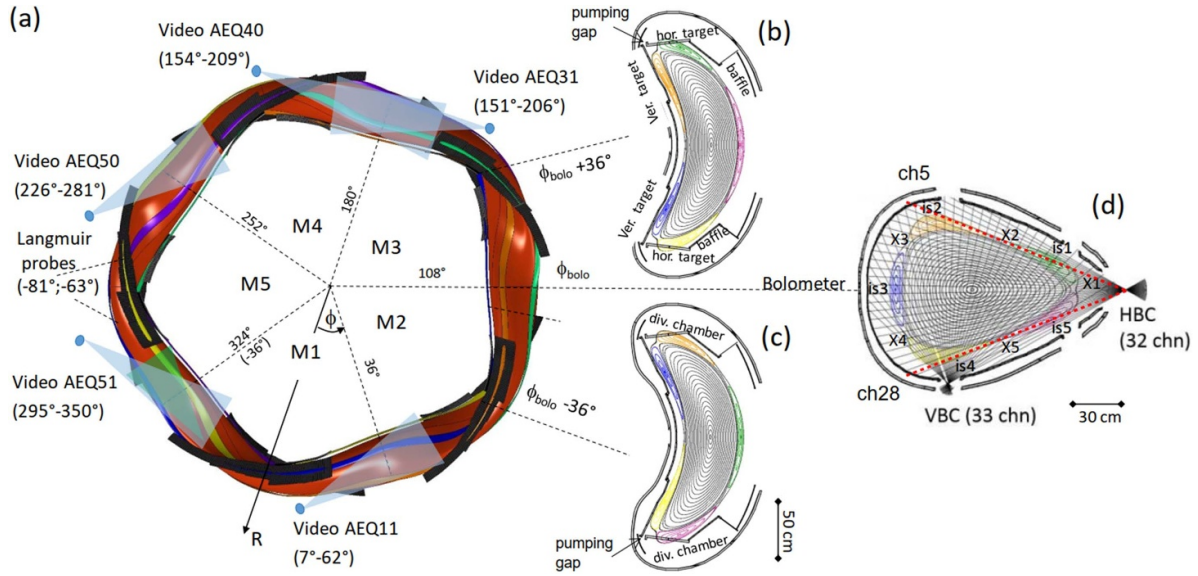 (a)
Video AEQ40
(154°-209°)
Video AEQ31
(151°-206°)
Video AEQ50
(226°-281°)
Langmuir
probes
(-81°;-63°)
Video AEQ51
(295°-350°)
Video AEQ11
(7°-62°)
R
ϕ
M1
M2
M3
M4
M5
36°
108°
180°
252°
324°
(-36°)
ϕbolo +36°
ϕbolo
ϕbolo -36°
(b)
pumping
gap
hor. target
baffle
Ver. target
Ver. target
hor. target
baffle
(c)
div. chamber
pumping
gap
div. chamber
50 cm
Bolometer
(d)
ch5
is2
X2
is1
X3
X1
is3
X4
is5
X5
is4
ch28
HBC
(32 chn)
VBC (33 chn)
30 cm